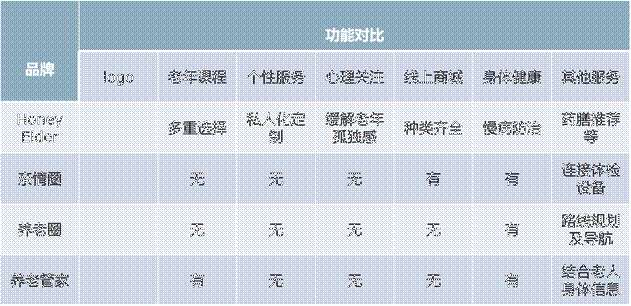 功能对比
品牌
logo 老年课程 个性服务 心理关注 线上商城 身体健康 其他服务
Honey
Elder
多重选择
私人化定
制
缓解老年
孤独感
种类齐全
慢病防治
药膳推荐
等
亲情圈 无 无 无 有 有
连接体验
设备
养老圈 无 无 无 无 有
路线规划
及导航
养老管家 有 无 无 无 有
结合老人
身体信息